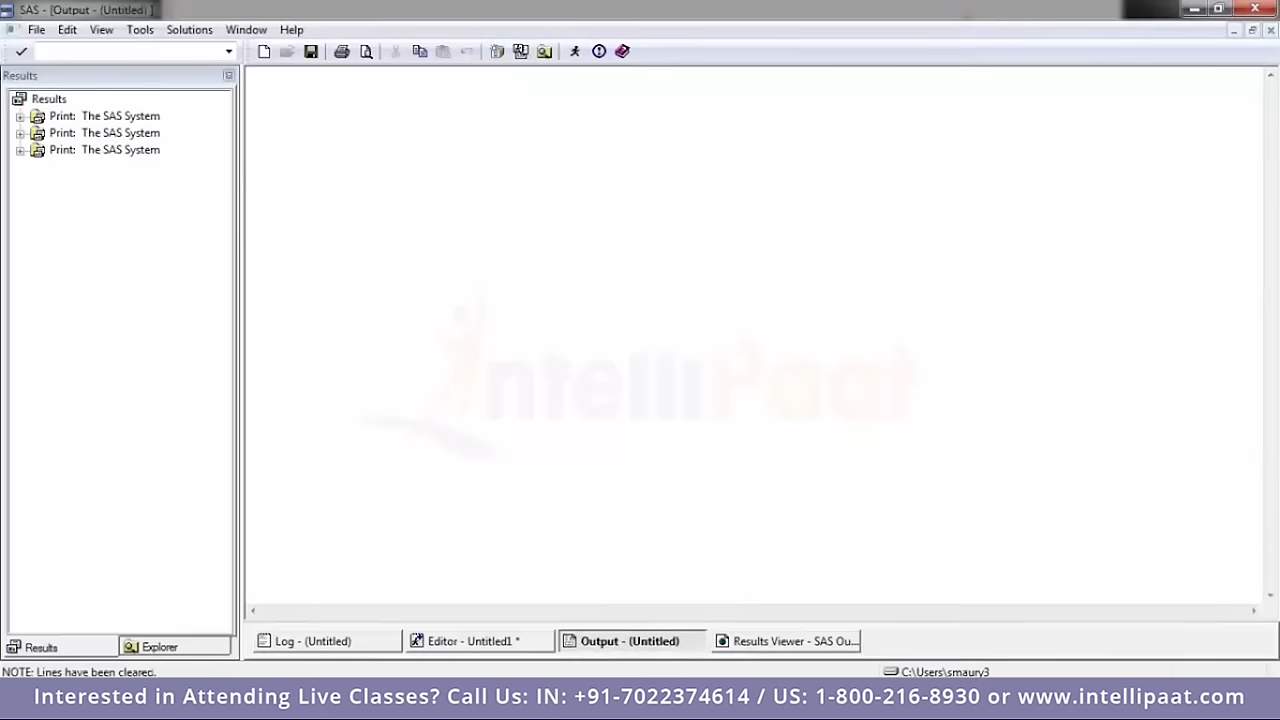 SAS - [Output - (Untitled) ]
File Edit View Tools Solutions Window Help
Results
Results
Print: The SAS System
Print: The SAS System
Print: The SAS System
IntelliPaat
Results Explorer
Log - (Untitled) Editor - Untitled1 * Output - (Untitled) Results Viewer - SAS Ou...
NOTE: Lines have been cleared. C:\Users\smaury3
Interested in Attending Live Classes? Call Us: IN: +91-7022374614 / US: 1-800-216-8930 or www.intellipaat.com